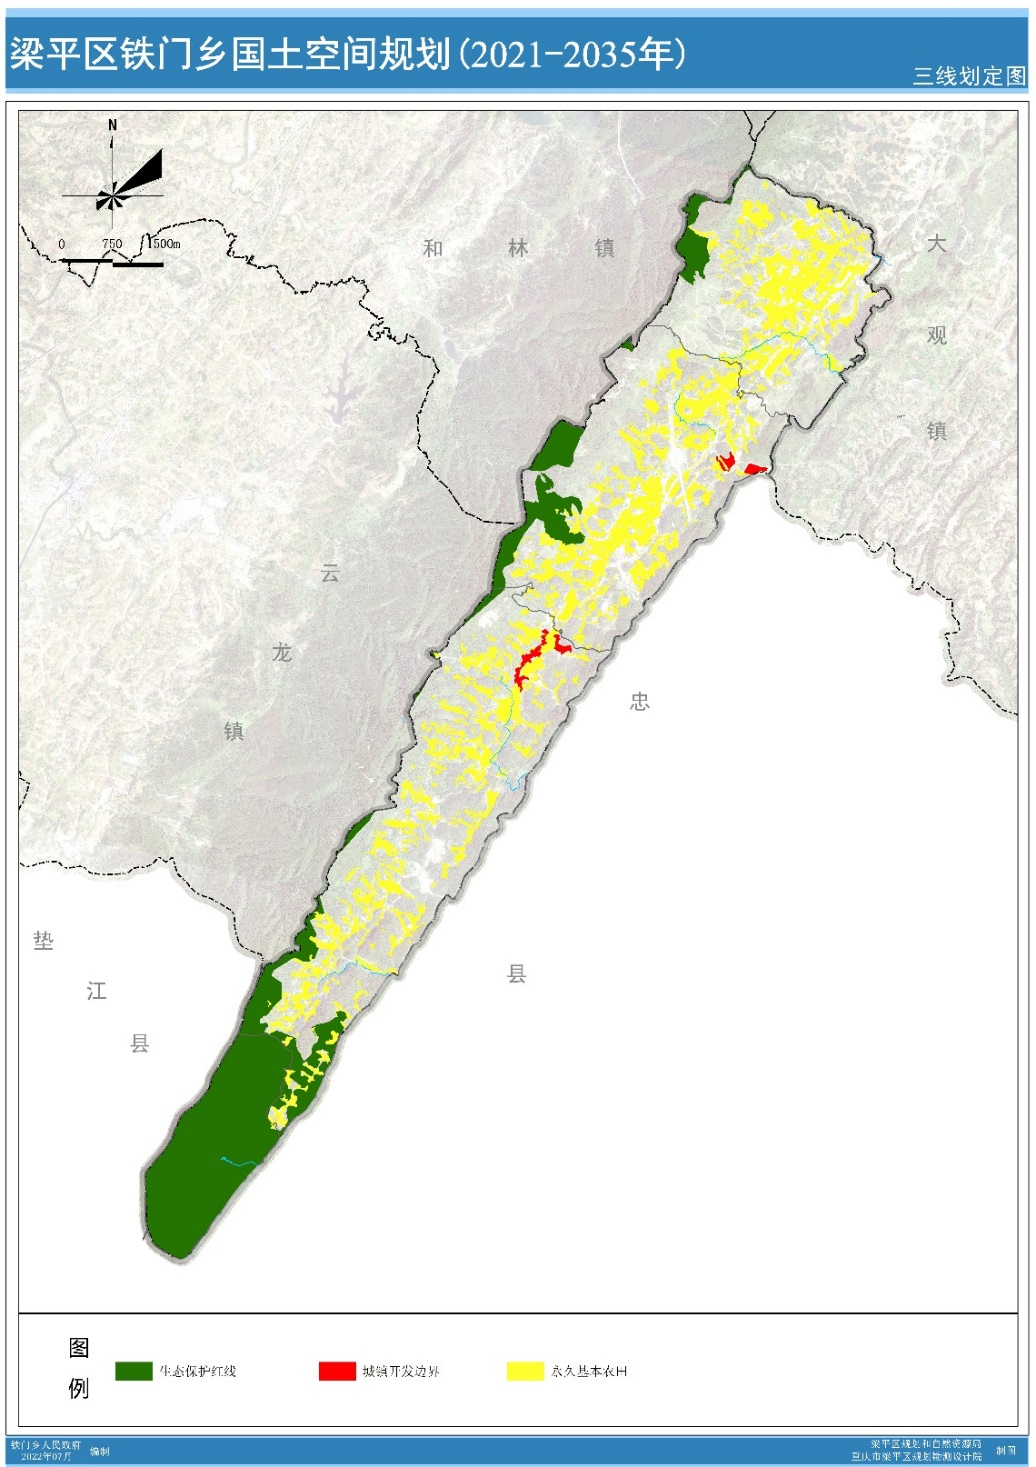 梁平区铁门乡国土空间规划(2021-2035年)
三线划定图
N
0 750 1500m
和林镇
大观镇
云龙镇
忠县
垫江县
图例
生态保护红线
城镇开发边界
永久基本农田
铁门乡人民政府
2022年07月
编制
梁平区规划和自然资源局
重庆市梁平区规划勘测设计院
制图